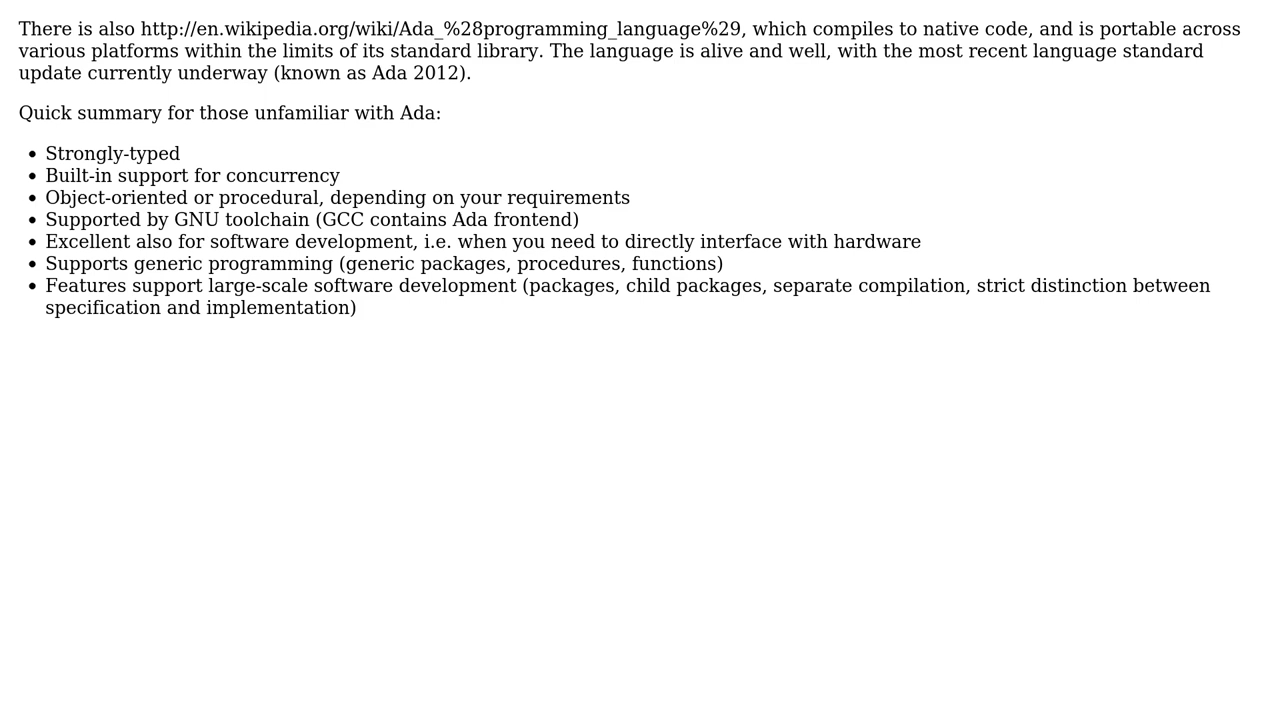 There is also http://en.wikipedia.org/wiki/Ada_%28programming_language%29, which compiles to native code, and is portable across
various platforms within the limits of its standard library. The language is alive and well, with the most recent language standard
update currently underway (known as Ada 2012).
Quick summary for those unfamiliar with Ada:
• Strongly-typed
• Built-in support for concurrency
• Object-oriented or procedural, depending on your requirements
• Supported by GNU toolchain (GCC contains Ada frontend)
• Excellent also for software development, i.e. when you need to directly interface with hardware
• Supports generic programming (generic packages, procedures, functions)
• Features support large-scale software development (packages, child packages, separate compilation, strict distinction between
specification and implementation)